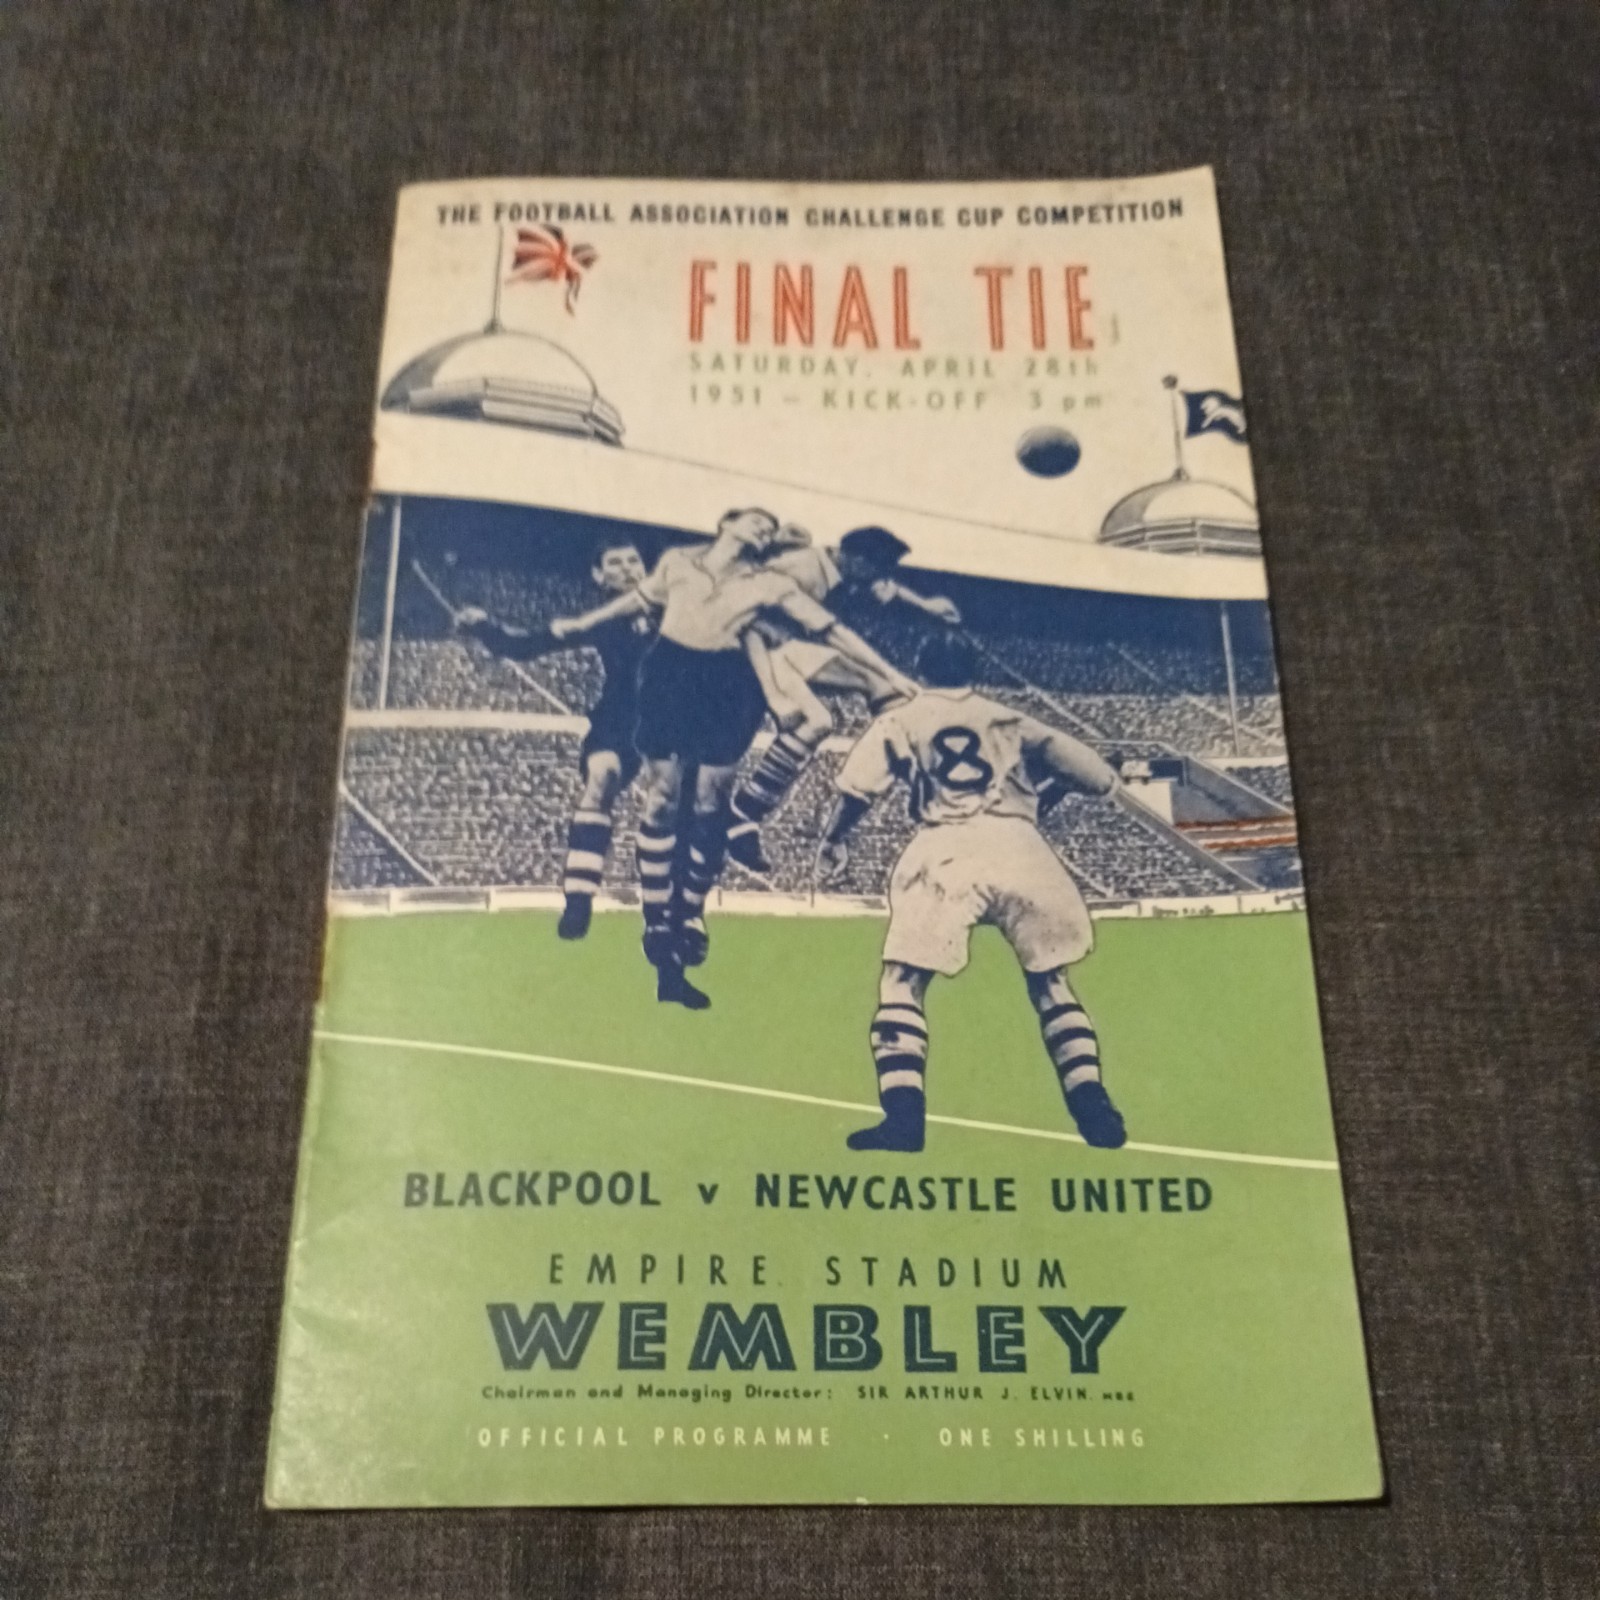 THE FOOTBALL ASSOCIATION CHALLENGE CUP COMPETITION
FINAL TIE
SATURDAY, APRIL 28th
1951 – KICK-OFF 3 pm
8
BLACKPOOL v NEWCASTLE UNITED
EMPIRE STADIUM
WEMBLEY
Chairman and Managing Director: SIR ARTHUR J. ELVIN. MBE
OFFICIAL PROGRAMME · ONE SHILLING